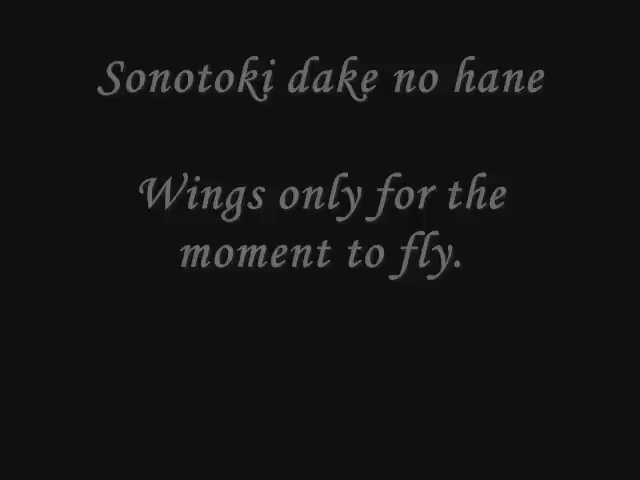 Sonotoki dake no hane
Wings only for the
moment to fly.